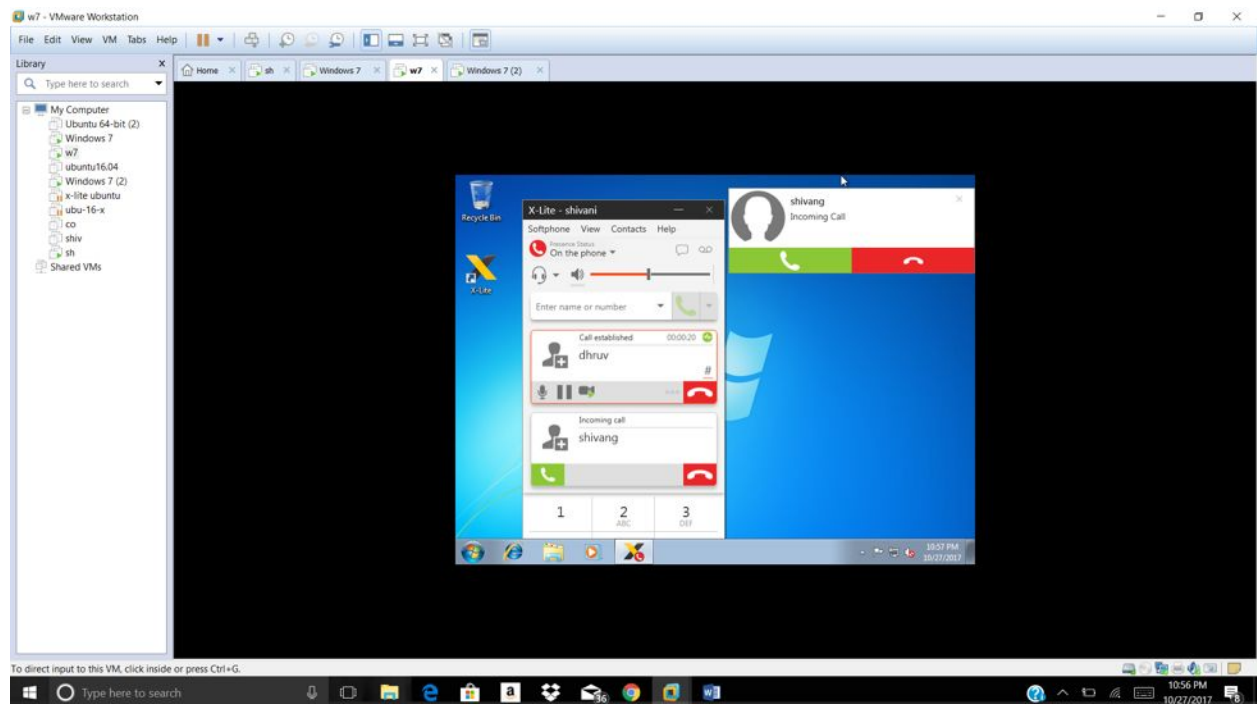 w7 - VMware Workstation
File Edit View VM Tabs Help
Library x
Type here to search
My Computer
Ubuntu 64-bit (2)
Windows 7
w7
ubuntu16.04
Windows 7 (2)
x-lite ubuntu
ubu-16-x
co
shiv
sh
Shared VMs
Home sh Windows 7 w7 Windows 7 (2)
Recycle Bin
X-Lite
X-Lite - shivani
Softphone View Contacts Help
Presence Status
On the phone
Enter name or number
Call established 00:00:20
dhruv
#
Incoming call
shivang
1 2 3
ABC DEF
shivang
Incoming Call
10:57 PM
10/27/2017
To direct input to this VM, click inside or press Ctrl+G.
Type here to search
a
36
10:56 PM
10/27/2017
8